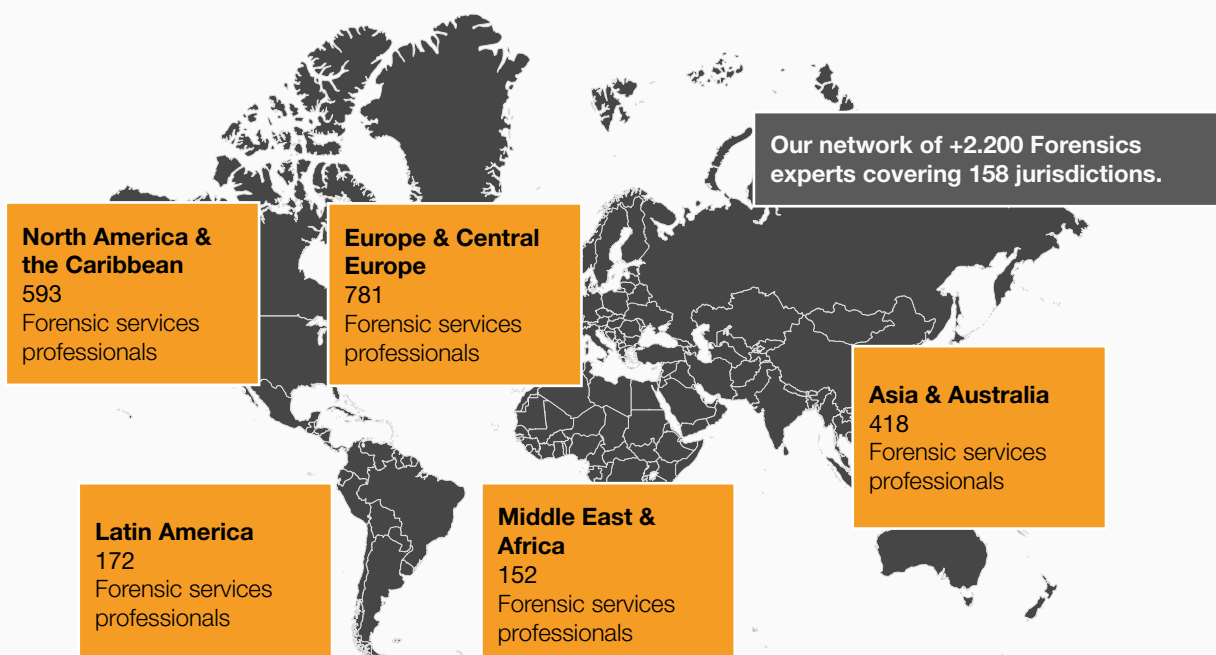 Our network of +2.200 Forensics
experts covering 158 jurisdictions.
North America &
the Caribbean
593
Forensic services
professionals
Europe & Central
Europe
781
Forensic services
professionals
Asia & Australia
418
Forensic services
professionals
Latin America
172
Forensic services
professionals
Middle East &
Africa
152
Forensic services
professionals